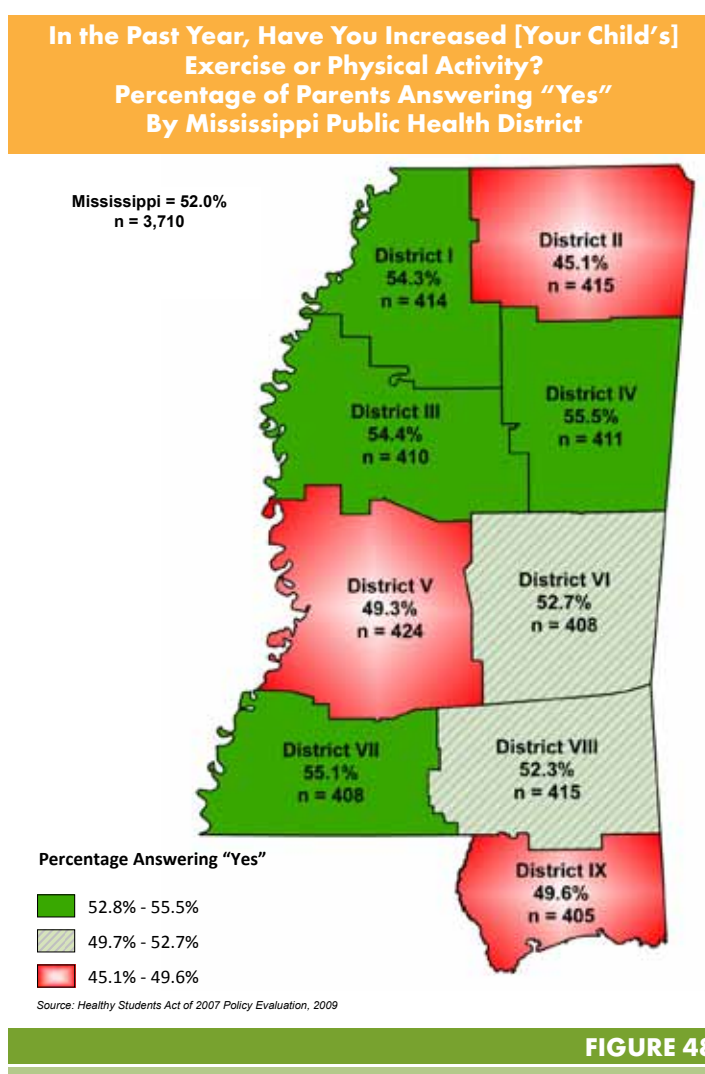 In the Past Year, Have You Increased [Your Child's]
Exercise or Physical Activity?
Percentage of Parents Answering “Yes”
By Mississippi Public Health District
Mississippi = 52.0%
n = 3,710
District I
54.3%
n = 414
District II
45.1%
n = 415
District III
54.4%
n = 410
District IV
55.5%
n = 411
District V
49.3%
n = 424
District VI
52.7%
n = 408
District VII
55.1%
n = 408
District VIII
52.3%
n = 415
District IX
49.6%
n = 405
Percentage Answering “Yes”
52.8% - 55.5%
49.7% - 52.7%
45.1% - 49.6%
Source: Healthy Students Act of 2007 Policy Evaluation, 2009
FIGURE 48